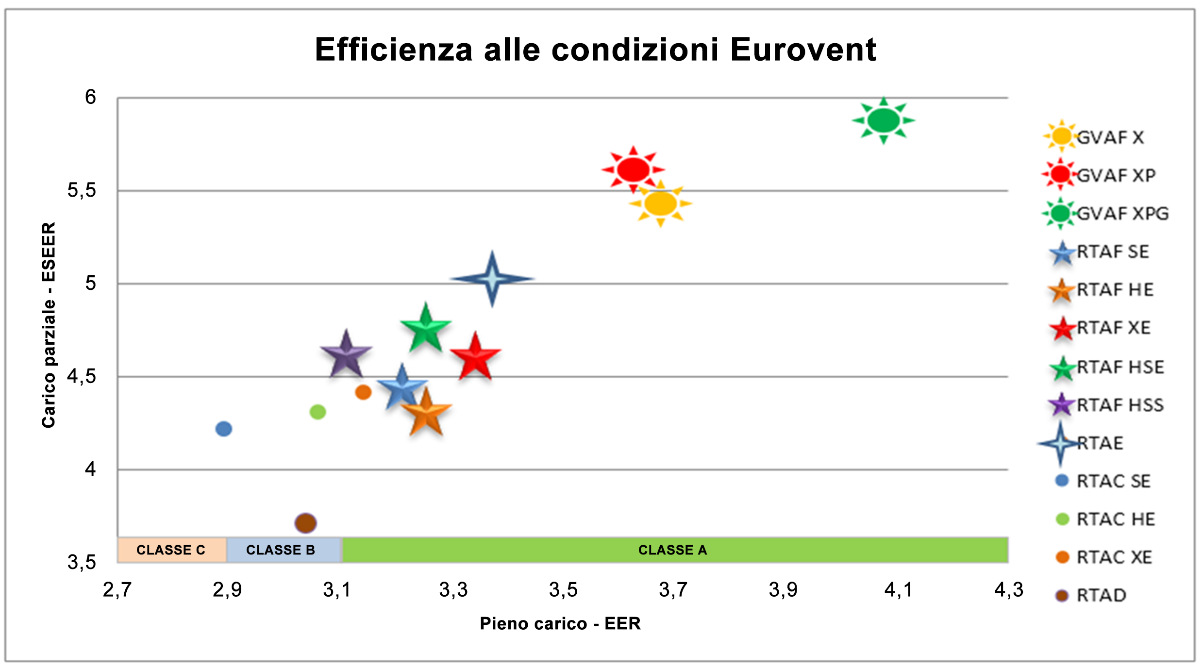 Efficienza alle condizioni Eurovent
Carico parziale - ESEER
6
5,5
5
4,5
4
3,5
CLASSE C
CLASSE B
CLASSE A
2,7
2,9
3,1
3,3
3,5
3,7
4,1
4,3
Pieno carico - EER
GVAF X
GVAF XP
GVAF XPG
RTAF SE
RTAF HE
RTAF XE
RTAF HSE
RTAF HSS
RTAE
RTAC SE
RTAC HE
RTAC XE
RTAD